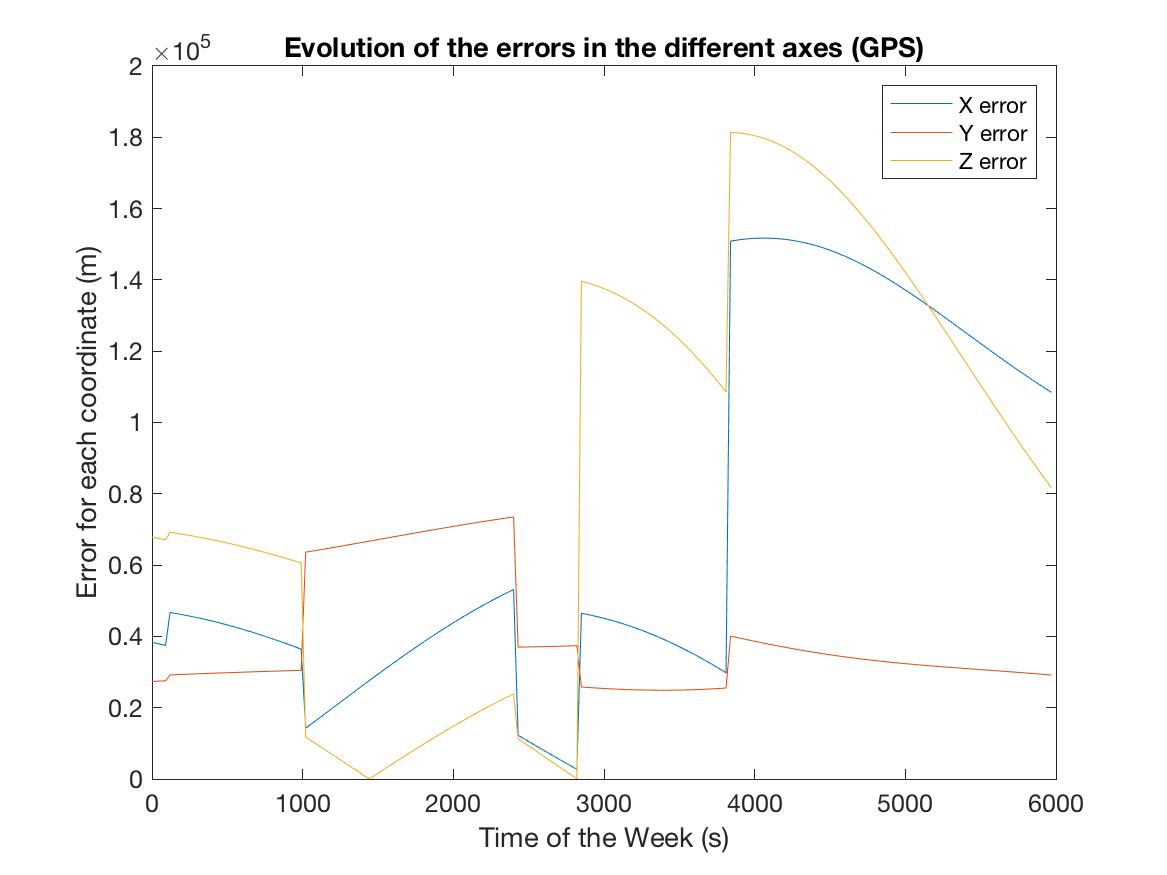 Evolution of the errors in the different axes (GPS)
×10^5
2
1.8
1.6
1.4
1.2
1
0.8
0.6
0.4
0.2
0
Error for each coordinate (m)
X error
Y error
Z error
0 1000 2000 3000 4000 5000 6000
Time of the Week (s)